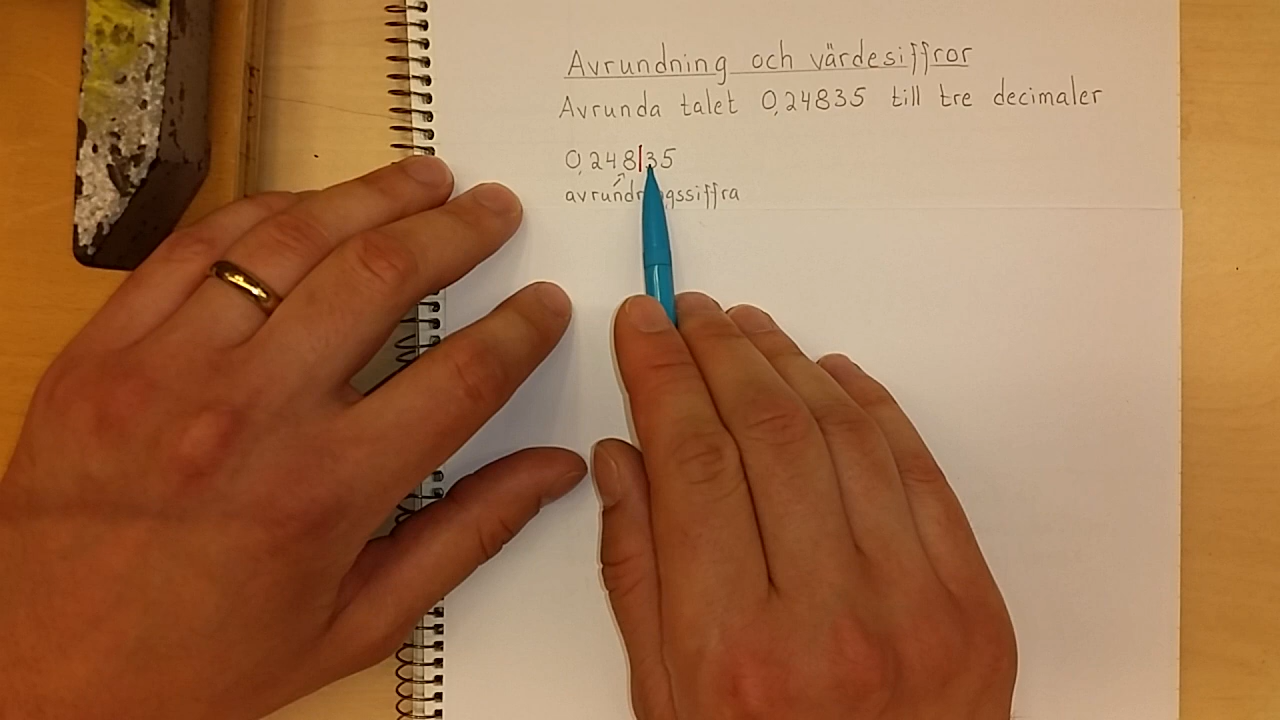 Avrundning och värdesiffror
Avrunda talet 0,24835 till tre decimaler
0,248|35
avrundningssiffra